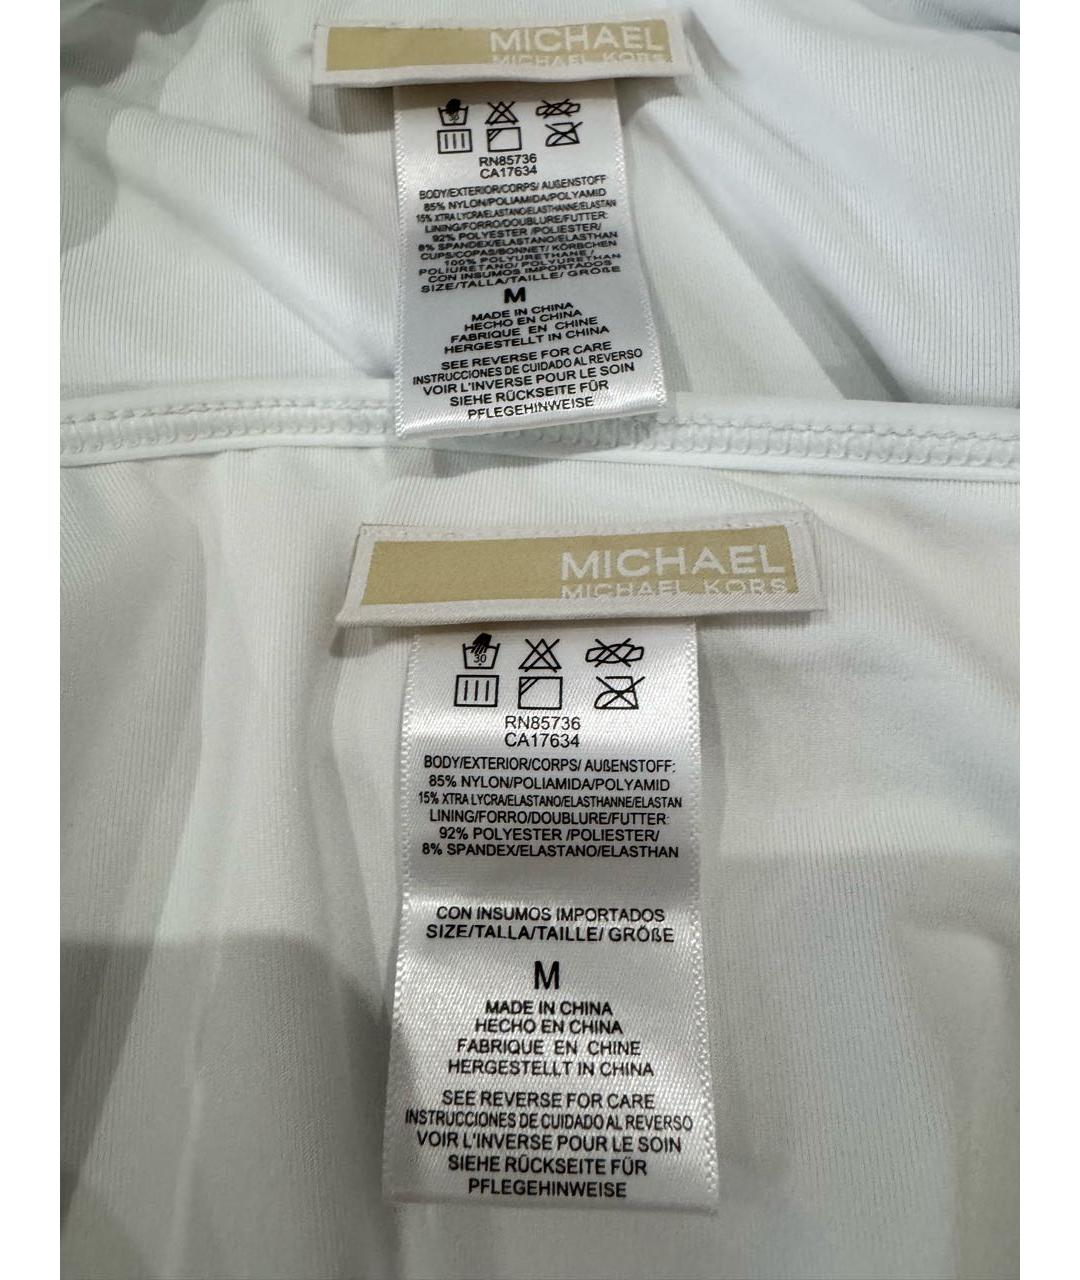 MICHAEL
MICHAEL KORS
30
RN85736
CA17634
BODY/EXTERIOR/CORPS/ AUßENSTOFF
85% NYLON/POLIAMIDA/POLYAMID
15% XTRA LYCRA/ELASTANO/ELASTHANNE/ELASTAN
LINING/FORRO/DOUBLURE/FUTTER:
92% POLYESTER /POLIESTER/
8% SPANDEX/ELASTANO/ELASTHAN
CUPS/COPAS/BONNET/ KÖRBCHEN
100% POLYURETHANE /
POLIURETANO/ POLYURETHAN
CON INSUMOS IMPORTADOS
SIZE/TALLA/TAILLE/ GRÖßE
M
MADE IN CHINA
HECHO EN CHINA
FABRIQUE EN CHINE
HERGESTELLT IN CHINA
SEE REVERSE FOR CARE
INSTRUCCIONES DE CUIDADO AL REVERSO
VOIR L'INVERSE POUR LE SOIN
SIEHE RÜCKSEITE FÜR
PFLEGEHINWEISE
MICHAEL
MICHAEL KORS
30
RN85736
CA17634
BODY/EXTERIOR/CORPS/ AUßENSTOFF:
85% NYLON/POLIAMIDA/POLYAMID
15% XTRA LYCRA/ELASTANO/ELASTHANNE/ELASTAN
LINING/FORRO/DOUBLURE/FUTTER:
92% POLYESTER /POLIESTER/
8% SPANDEX/ELASTANO/ELASTHAN
CON INSUMOS IMPORTADOS
SIZE/TALLA/TAILLE/ GRÖßE
M
MADE IN CHINA
HECHO EN CHINA
FABRIQUE EN CHINE
HERGESTELLT IN CHINA
SEE REVERSE FOR CARE
INSTRUCCIONES DE CUIDADO AL REVERSO
VOIR L'INVERSE POUR LE SOIN
SIEHE RÜCKSEITE FÜR
PFLEGEHINWEISE